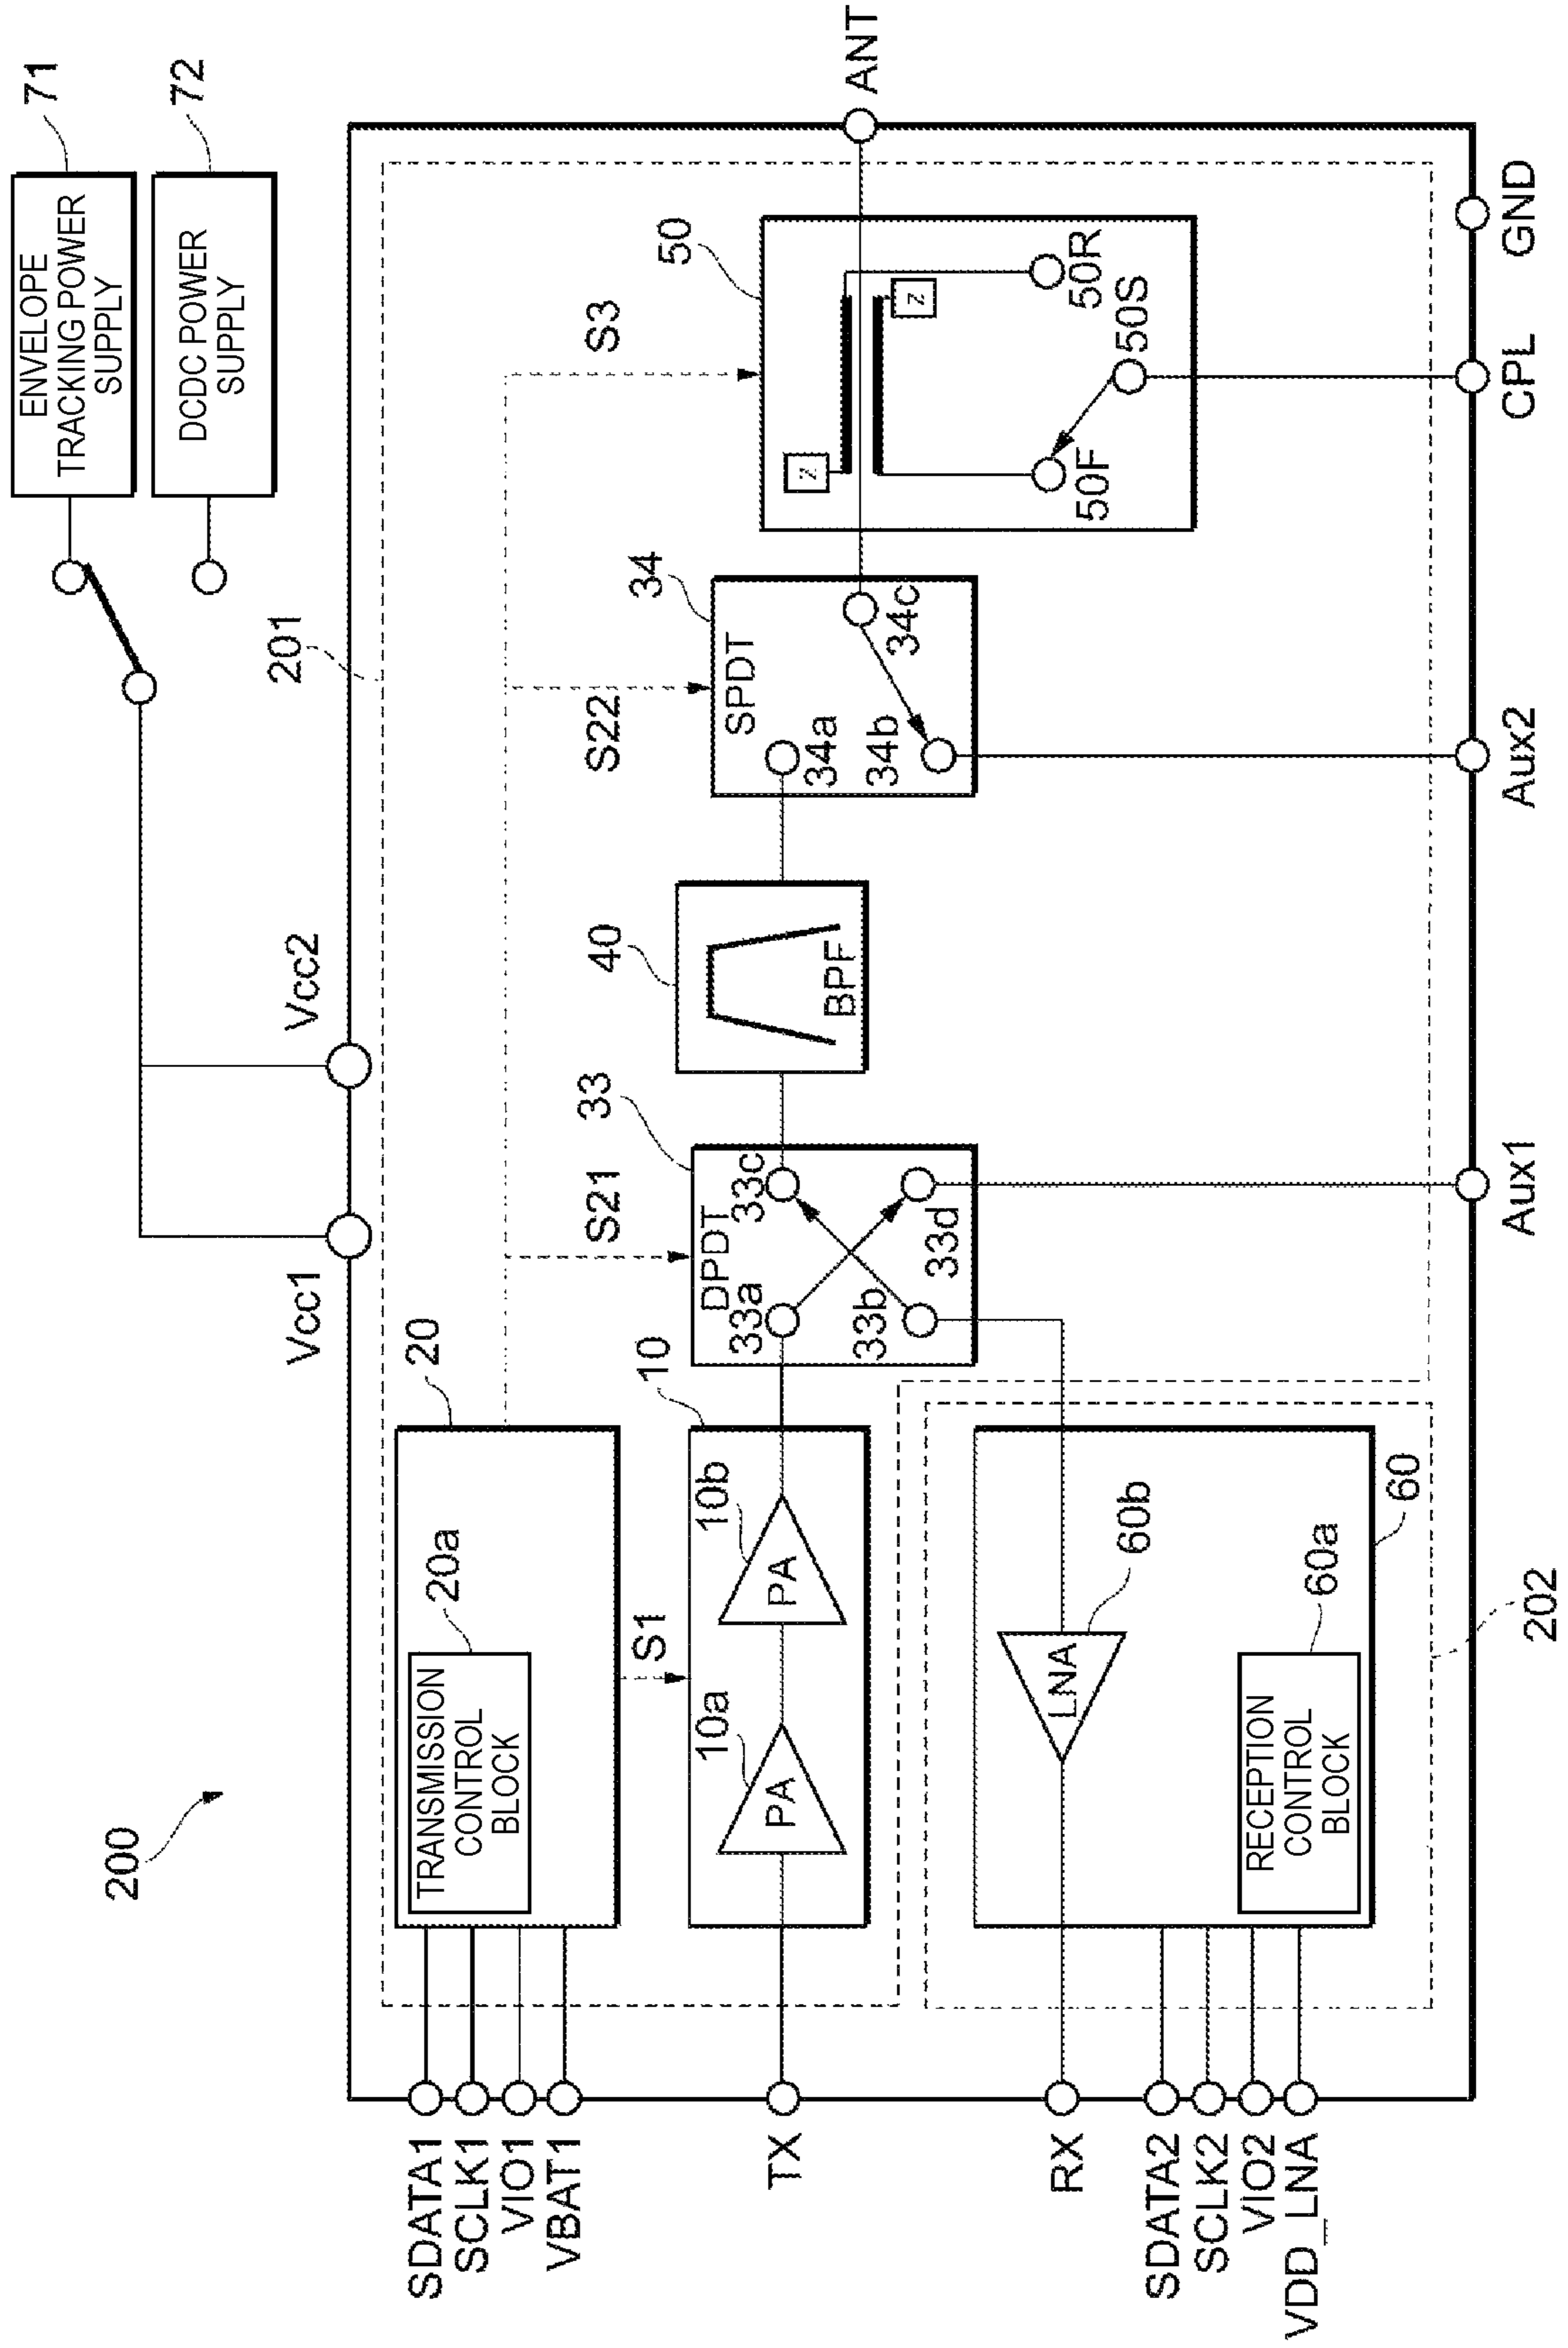 200
ENVELOPE
TRACKING POWER
SUPPLY
71
DCDC POWER
SUPPLY
72
Vcc1
Vcc2
201
SDATA1
SCLK1
VIO1
VBAT1
TRANSMISSION
CONTROL
BLOCK
20a
20
S1
S21
S22
S3
TX
10a
PA
10b
PA
10
DPDT
33
33a
33c
33b
33d
40
BPF
SPDT
34
34a
34b
34c
50
Z
Z
50F
50S
50R
ANT
RX
LNA
60b
SDATA2
SCLK2
VIO2
VDD_LNA
RECEPTION
CONTROL
BLOCK
60a
60
202
Aux1
Aux2
CPL
GND